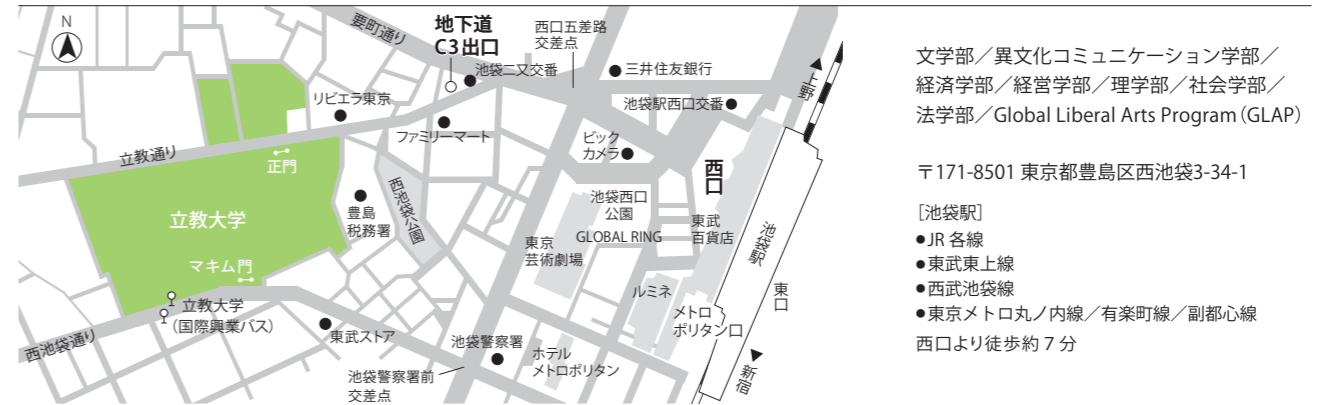 N
要町通り
地下道
C3出口
西口五差路
交差点
池袋二又交番
三井住友銀行
上野
リビエラ東京
池袋駅西口交番
ファミリーマート
ビック
カメラ
立教通り
正門
西口
立教大学
豊島
税務署
西池袋公園
池袋西口
公園
GLOBAL RING
東武
百貨店
東京
芸術劇場
池袋駅
マキム門
ルミネ
東口
立教大学
(国際興業バス)
メトロ
ポリタン口
西池袋通り
東武ストア
池袋警察署
ホテル
メトロポリタン
新宿
池袋警察署前
交差点
文学部／異文化コミュニケーション学部／
経済学部／経営学部／理学部／社会学部／
法学部／Global Liberal Arts Program（GLAP）
〒171-8501 東京都豊島区西池袋3-34-1
［池袋駅］
●JR 各線
●東武東上線
●西武池袋線
●東京メトロ丸ノ内線／有楽町線／副都心線
西口より徒歩約 7 分